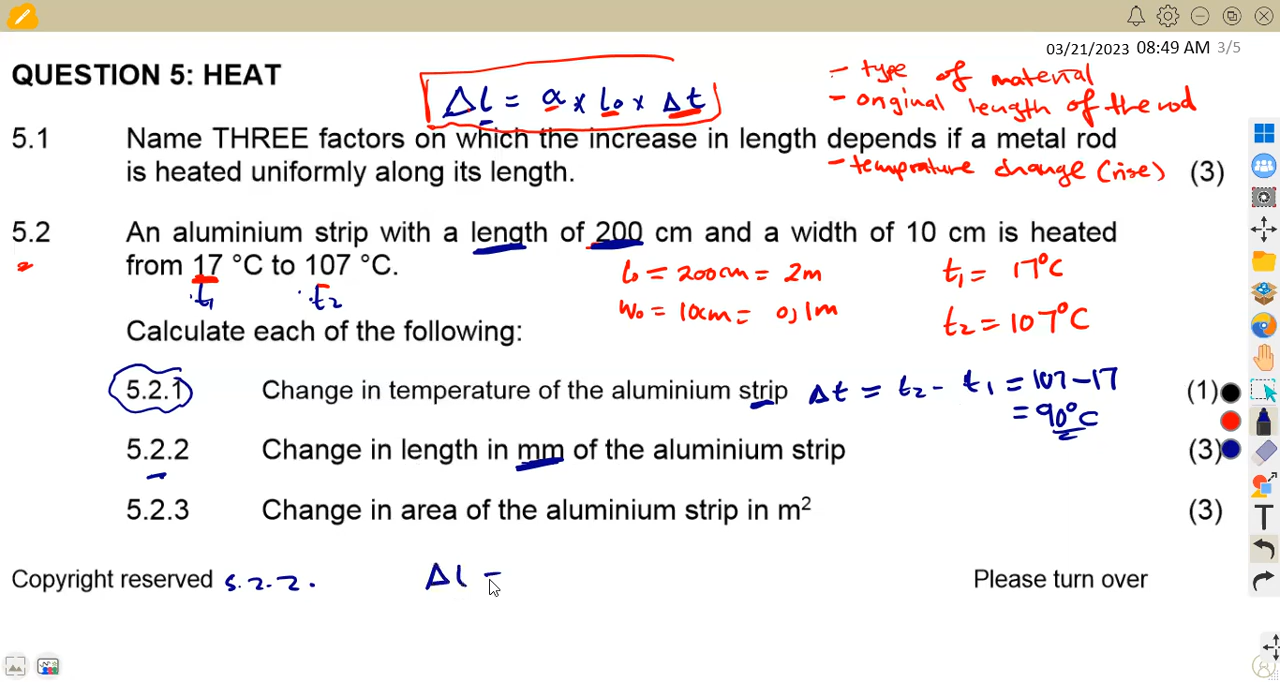 03/21/2023 08:49 AM 3/5
QUESTION 5: HEAT
Δl = α × l₀ × Δt
- type of material
- original length of the rod
5.1 Name THREE factors on which the increase in length depends if a metal rod
is heated uniformly along its length. (3)
- temprature change (rise)
5.2 An aluminium strip with a length of 200 cm and a width of 10 cm is heated
from 17 °C to 107 °C.
t₁ t₂
l₀ = 200cm = 2m t₁ = 17°C
W₀ = 10cm = 0,1m t₂ = 107°C
Calculate each of the following:
5.2.1 Change in temperature of the aluminium strip Δt = t₂ - t₁ = 107 - 17 (1)
= 90°C
5.2.2 Change in length in mm of the aluminium strip (3)
5.2.3 Change in area of the aluminium strip in m² (3)
Copyright reserved 5.2.2. Δl = Please turn over
T